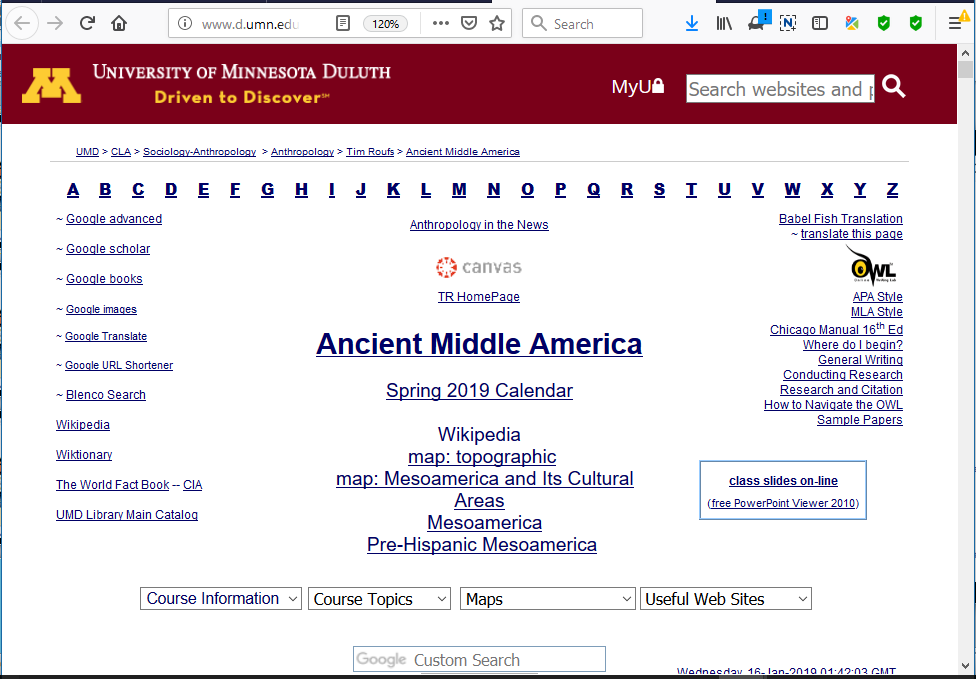 www.d.umn.edu
120%
Search
UNIVERSITY OF MINNESOTA DULUTH
Driven to Discover℠
MyU
Search websites and p
UMD > CLA > Sociology-Anthropology > Anthropology > Tim Roufs > Ancient Middle America
A B C D E F G H I J K L M N O P Q R S T U V W X Y Z
~ Google advanced
~ Google scholar
~ Google books
~ Google images
~ Google Translate
~ Google URL Shortener
~ Blenco Search
Wikipedia
Wiktionary
The World Fact Book -- CIA
UMD Library Main Catalog
Anthropology in the News
canvas
TR HomePage
Ancient Middle America
Spring 2019 Calendar
Wikipedia
map: topographic
map: Mesoamerica and Its Cultural
Areas
Mesoamerica
Pre-Hispanic Mesoamerica
Babel Fish Translation
~ translate this page
OWL
APA Style
MLA Style
Chicago Manual 16th Ed
Where do I begin?
General Writing
Conducting Research
Research and Citation
How to Navigate the OWL
Sample Papers
class slides on-line
(free PowerPoint Viewer 2010)
Course Information
Course Topics
Maps
Useful Web Sites
Google Custom Search
Wednesday, 16-Jan-2019 01:42:03 GMT